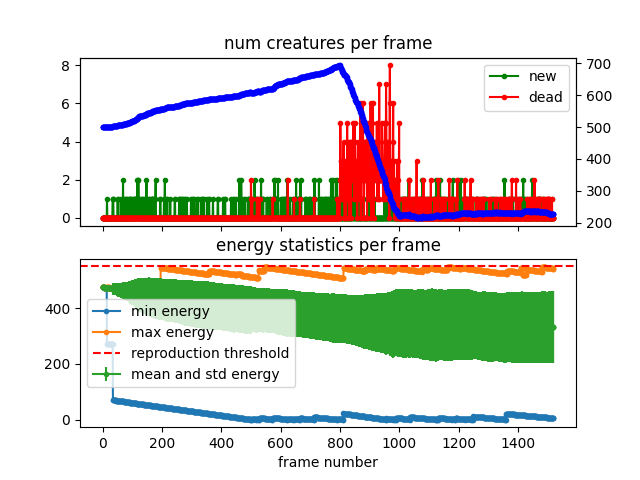 num creatures per frame
8
6
4
2
0
700
600
500
400
300
200
new
dead
energy statistics per frame
400
200
0
min energy
max energy
reproduction threshold
mean and std energy
0 200 400 600 800 1000 1200 1400
frame number